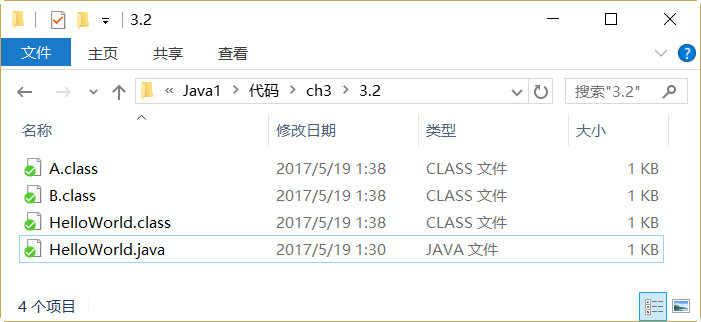 3.2
文件 主页 共享 查看
« Java1 > 代码 > ch3 > 3.2 搜索"3.2"
名称 修改日期 类型 大小
A.class 2017/5/19 1:38 CLASS 文件 1 KB
B.class 2017/5/19 1:38 CLASS 文件 1 KB
HelloWorld.class 2017/5/19 1:38 CLASS 文件 1 KB
HelloWorld.java 2017/5/19 1:30 JAVA 文件 1 KB
4 个项目